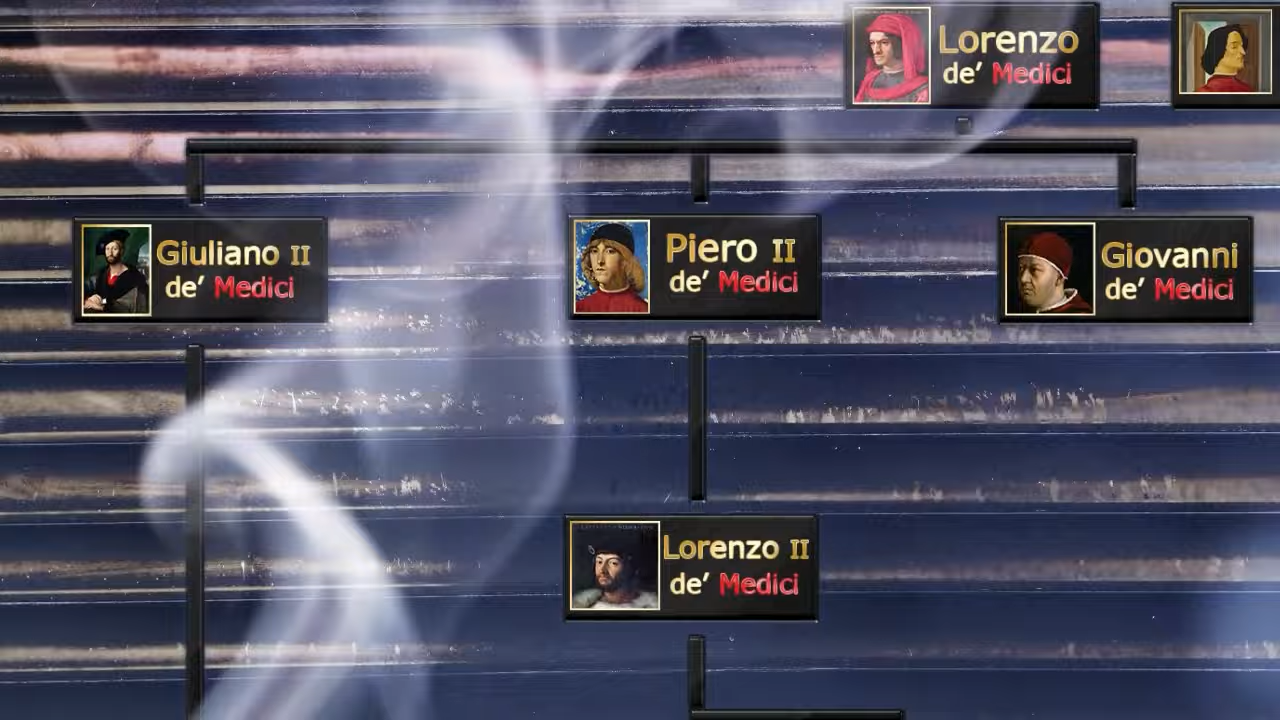 Lorenzo
de’ Medici
Giuliano II
de’ Medici
Piero II
de’ Medici
Giovanni
de’ Medici
Lorenzo II
de’ Medici